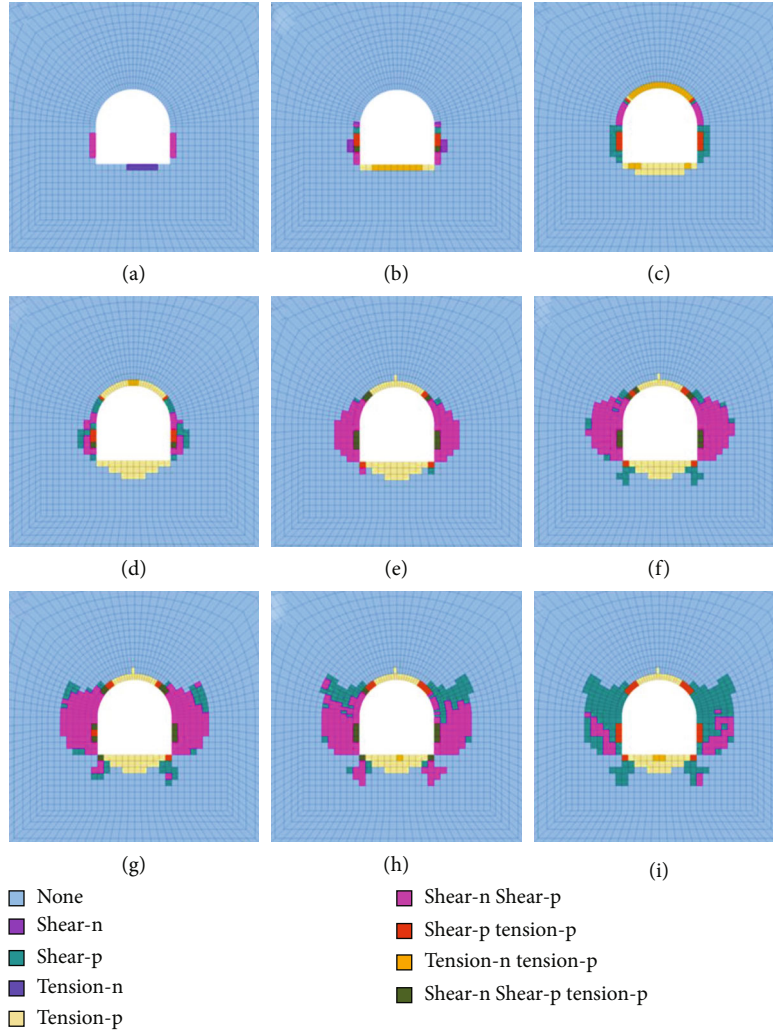 (a)
(b)
(c)
(d)
(e)
(f)
(g)
(h)
(i)
None
Shear-n
Shear-p
Tension-n
Tension-p
Shear-n Shear-p
Shear-p tension-p
Tension-n tension-p
Shear-n Shear-p tension-p